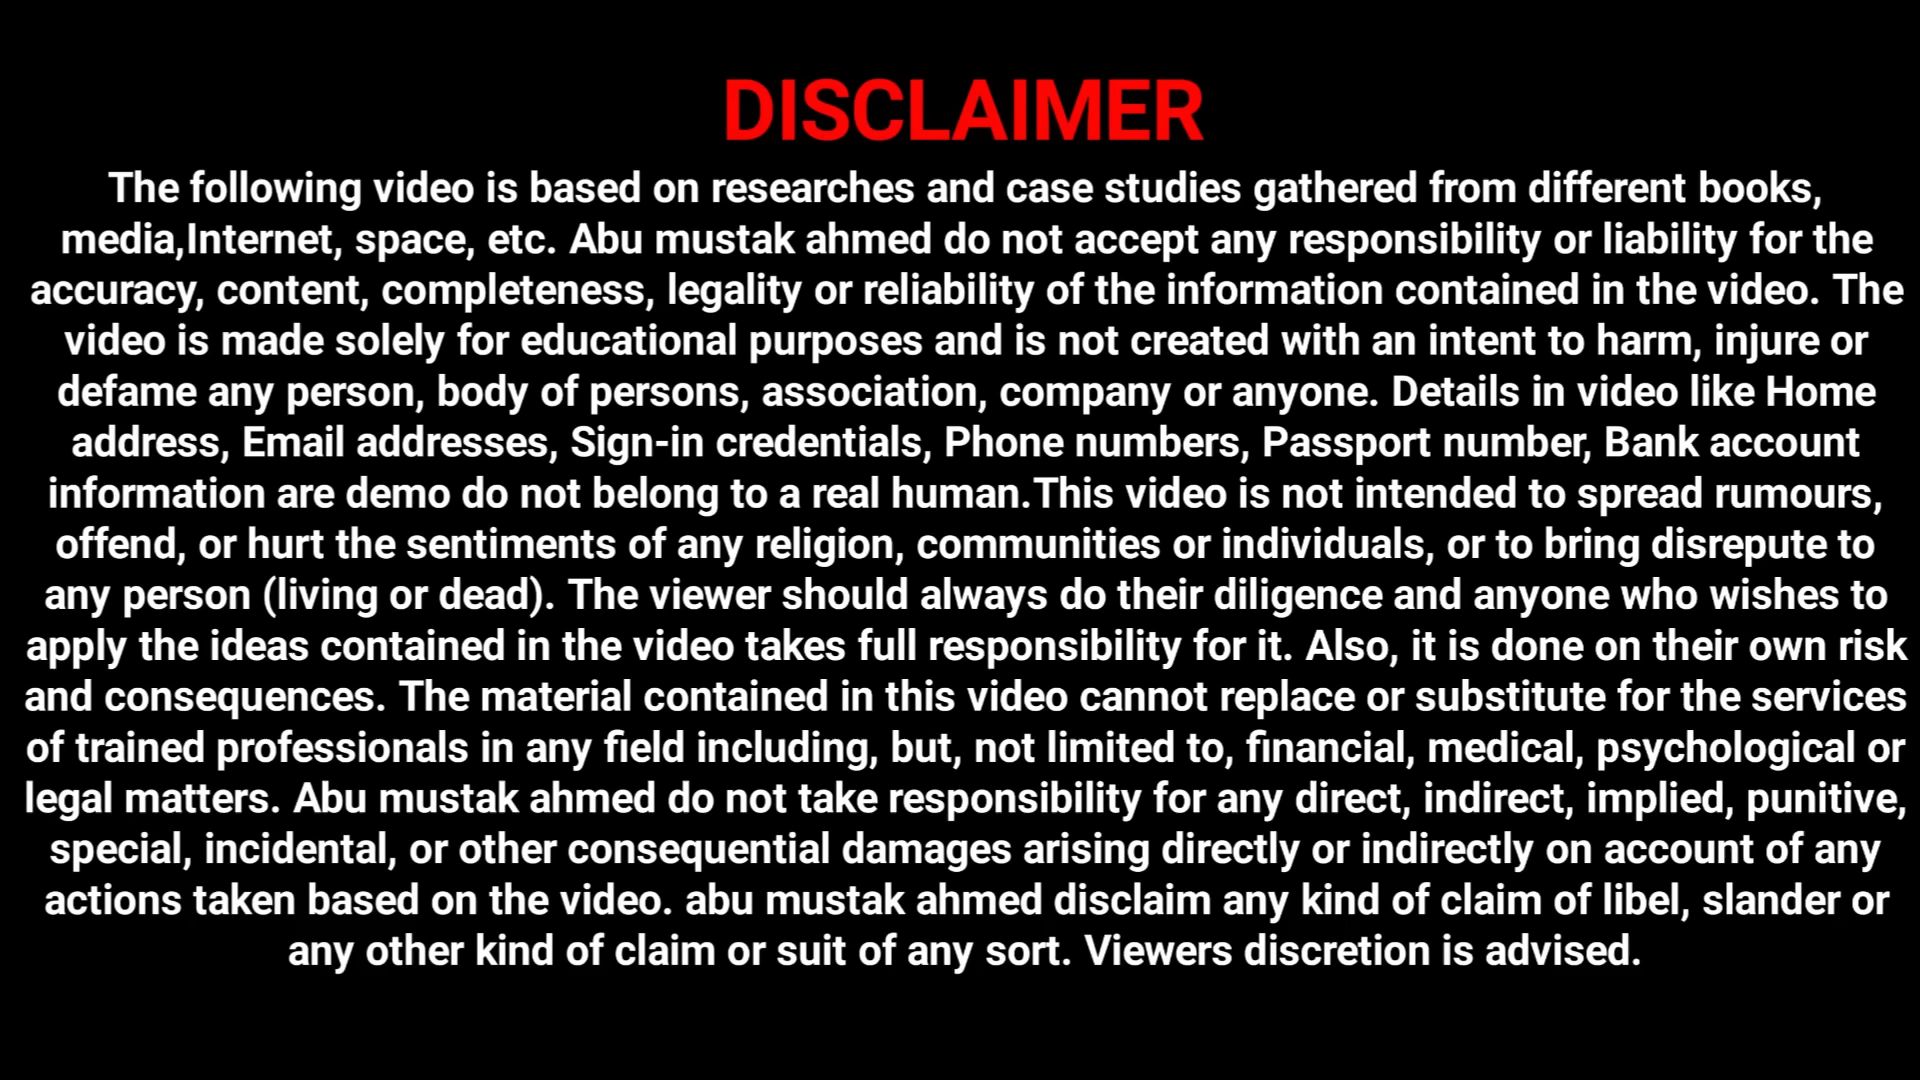 DISCLAIMER
The following video is based on researches and case studies gathered from different books,
media,Internet, space, etc. Abu mustak ahmed do not accept any responsibility or liability for the
accuracy, content, completeness, legality or reliability of the information contained in the video. The
video is made solely for educational purposes and is not created with an intent to harm, injure or
defame any person, body of persons, association, company or anyone. Details in video like Home
address, Email addresses, Sign-in credentials, Phone numbers, Passport number, Bank account
information are demo do not belong to a real human.This video is not intended to spread rumours,
offend, or hurt the sentiments of any religion, communities or individuals, or to bring disrepute to
any person (living or dead). The viewer should always do their diligence and anyone who wishes to
apply the ideas contained in the video takes full responsibility for it. Also, it is done on their own risk
and consequences. The material contained in this video cannot replace or substitute for the services
of trained professionals in any field including, but, not limited to, financial, medical, psychological or
legal matters. Abu mustak ahmed do not take responsibility for any direct, indirect, implied, punitive,
special, incidental, or other consequential damages arising directly or indirectly on account of any
actions taken based on the video. abu mustak ahmed disclaim any kind of claim of libel, slander or
any other kind of claim or suit of any sort. Viewers discretion is advised.